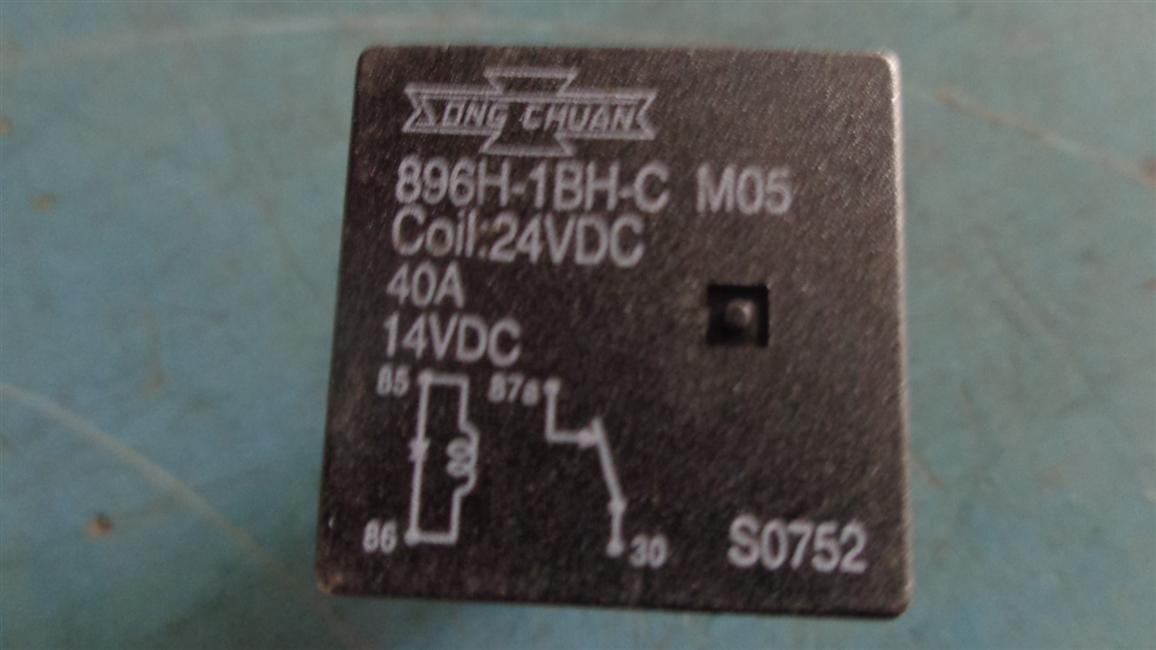 SONG CHUAN
896H-1BH-C M05
Coil:24VDC
40A
14VDC
85 87a
86 30 S0752